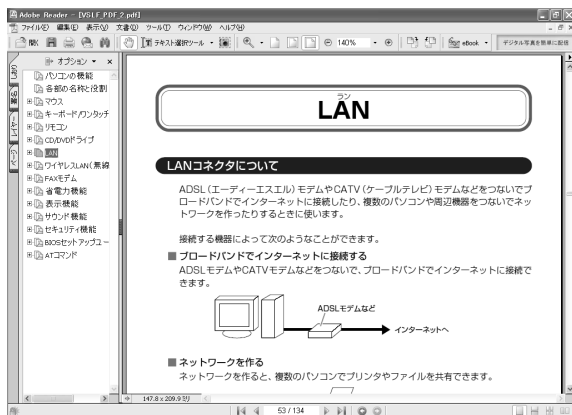 Adobe Reader - [VSLF_PDF_2.pdf]
ファイル(F) 編集(E) 表示(V) 文書(D) ツール(T) ウィンドウ(W) ヘルプ(H)
開く
テキスト選択ツール
140%
eBook
デジタル写真を簡単に配信
しおり
オプション
パソコンの機能
各部の名称と役割
マウス
キーボード/ワンタッチ
リモコン
CD/DVDドライブ
LAN
ワイヤレスLAN(無線
FAXモデム
省電力機能
表示機能
サウンド機能
セキュリティ機能
BIOSセットアップユー
ATコマンド
ページ
ラン
LAN
LANコネクタについて
ADSL(エーディーエスエル)モデムやCATV(ケーブルテレビ)モデムなどをつないでブ
ロードバンドでインターネットに接続したり、複数のパソコンや周辺機器をつないでネッ
トワークを作ったりするときに使います。
接続する機器によって次のようなことができます。
■ ブロードバンドでインターネットに接続する
ADSLモデムやCATVモデムなどをつないで、ブロードバンドでインターネットに接続で
きます。
ADSLモデムなど
インターネットへ
■ ネットワークを作る
ネットワークを作ると、複数のパソコンでプリンタやファイルを共有できます。
147.8 x 209.9 ミリ
53 / 134